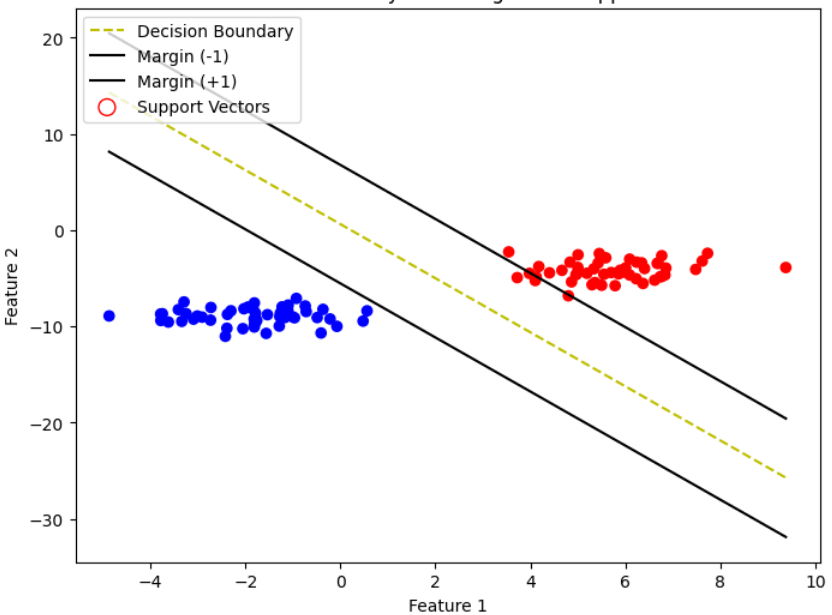 Decision Boundary
Margin (-1)
Margin (+1)
Support Vectors
20
10
0
−10
−20
−30
Feature 2
−4
−2
0
2
4
6
8
10
Feature 1